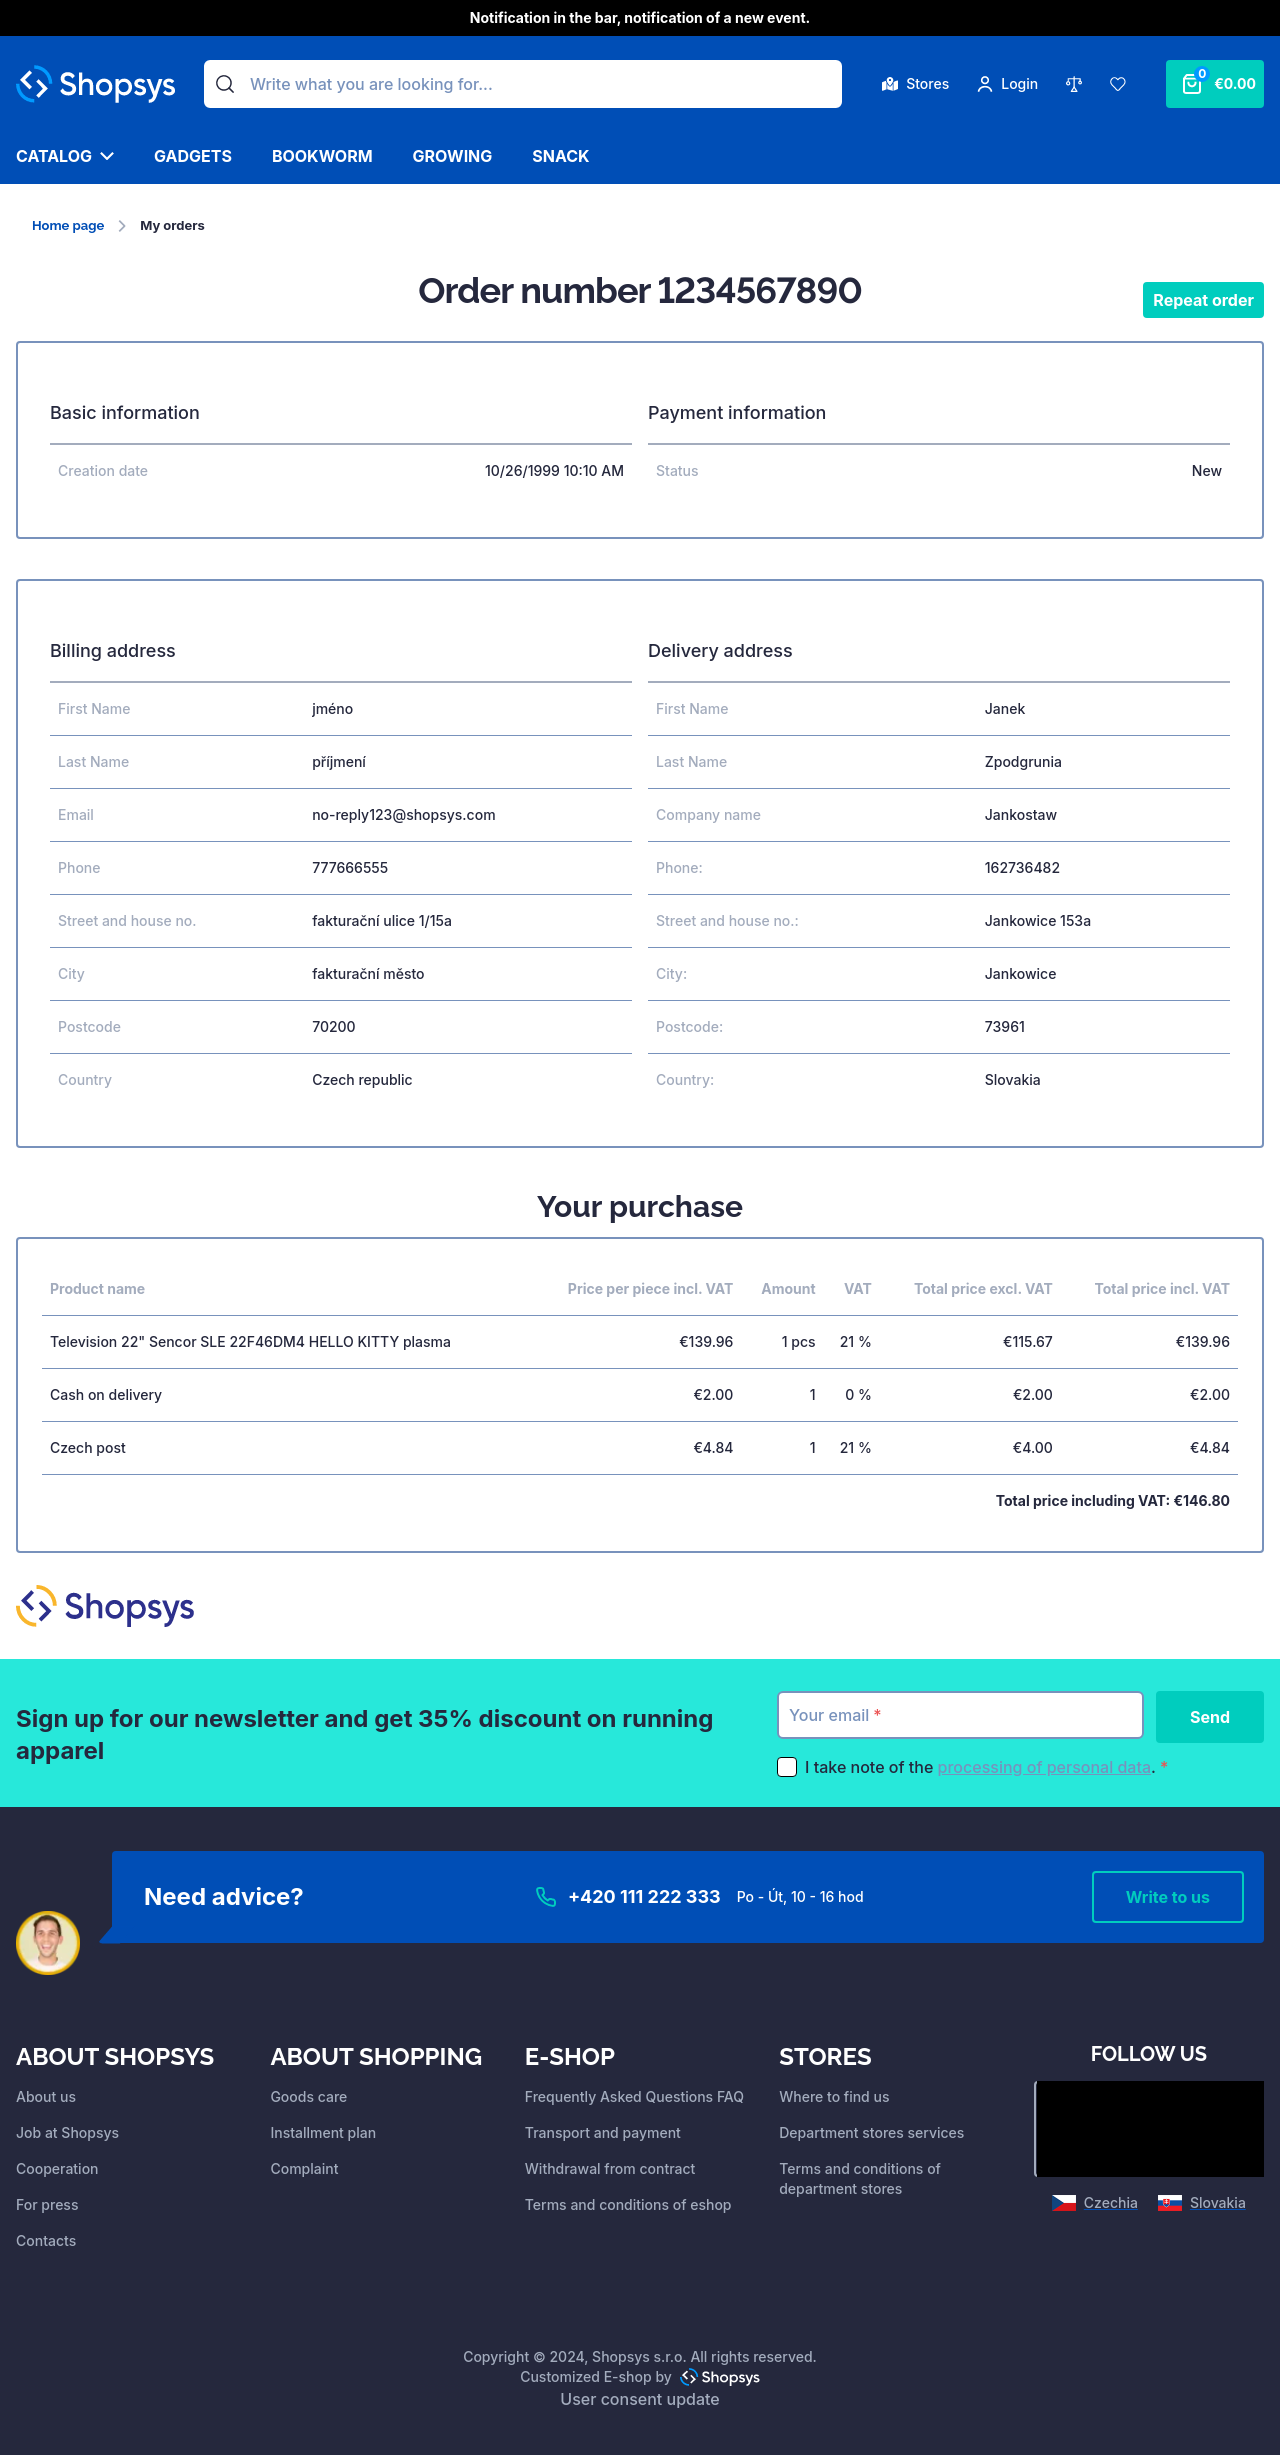 Notification in the bar, notification of a new event.
Shopsys
Write what you are looking for...
Stores
Login
0
€0.00
CATALOG
GADGETS
BOOKWORM
GROWING
SNACK
Home page
My orders
Order number 1234567890
Repeat order
Basic information
Creation date 10/26/1999 10:10 AM
Payment information
Status New
Billing address
First Name jméno
Last Name příjmení
Email no-reply123@shopsys.com
Phone 777666555
Street and house no. fakturační ulice 1/15a
City fakturační město
Postcode 70200
Country Czech republic
Delivery address
First Name Janek
Last Name Zpodgrunia
Company name Jankostaw
Phone: 162736482
Street and house no.: Jankowice 153a
City: Jankowice
Postcode: 73961
Country: Slovakia
Your purchase
Product name Price per piece incl. VAT Amount VAT Total price excl. VAT Total price incl. VAT
Television 22" Sencor SLE 22F46DM4 HELLO KITTY plasma €139.96 1 pcs 21 % €115.67 €139.96
Cash on delivery €2.00 1 0 % €2.00 €2.00
Czech post €4.84 1 21 % €4.00 €4.84
Total price including VAT: €146.80
Shopsys
Sign up for our newsletter and get 35% discount on running
apparel
Your email *
Send
I take note of the processing of personal data. *
Need advice?
+420 111 222 333
Po - Út, 10 - 16 hod
Write to us
ABOUT SHOPSYS
About us
Job at Shopsys
Cooperation
For press
Contacts
ABOUT SHOPPING
Goods care
Installment plan
Complaint
E-SHOP
Frequently Asked Questions FAQ
Transport and payment
Withdrawal from contract
Terms and conditions of eshop
STORES
Where to find us
Department stores services
Terms and conditions of
department stores
FOLLOW US
Czechia
Slovakia
Copyright © 2024, Shopsys s.r.o. All rights reserved.
Customized E-shop by Shopsys
User consent update